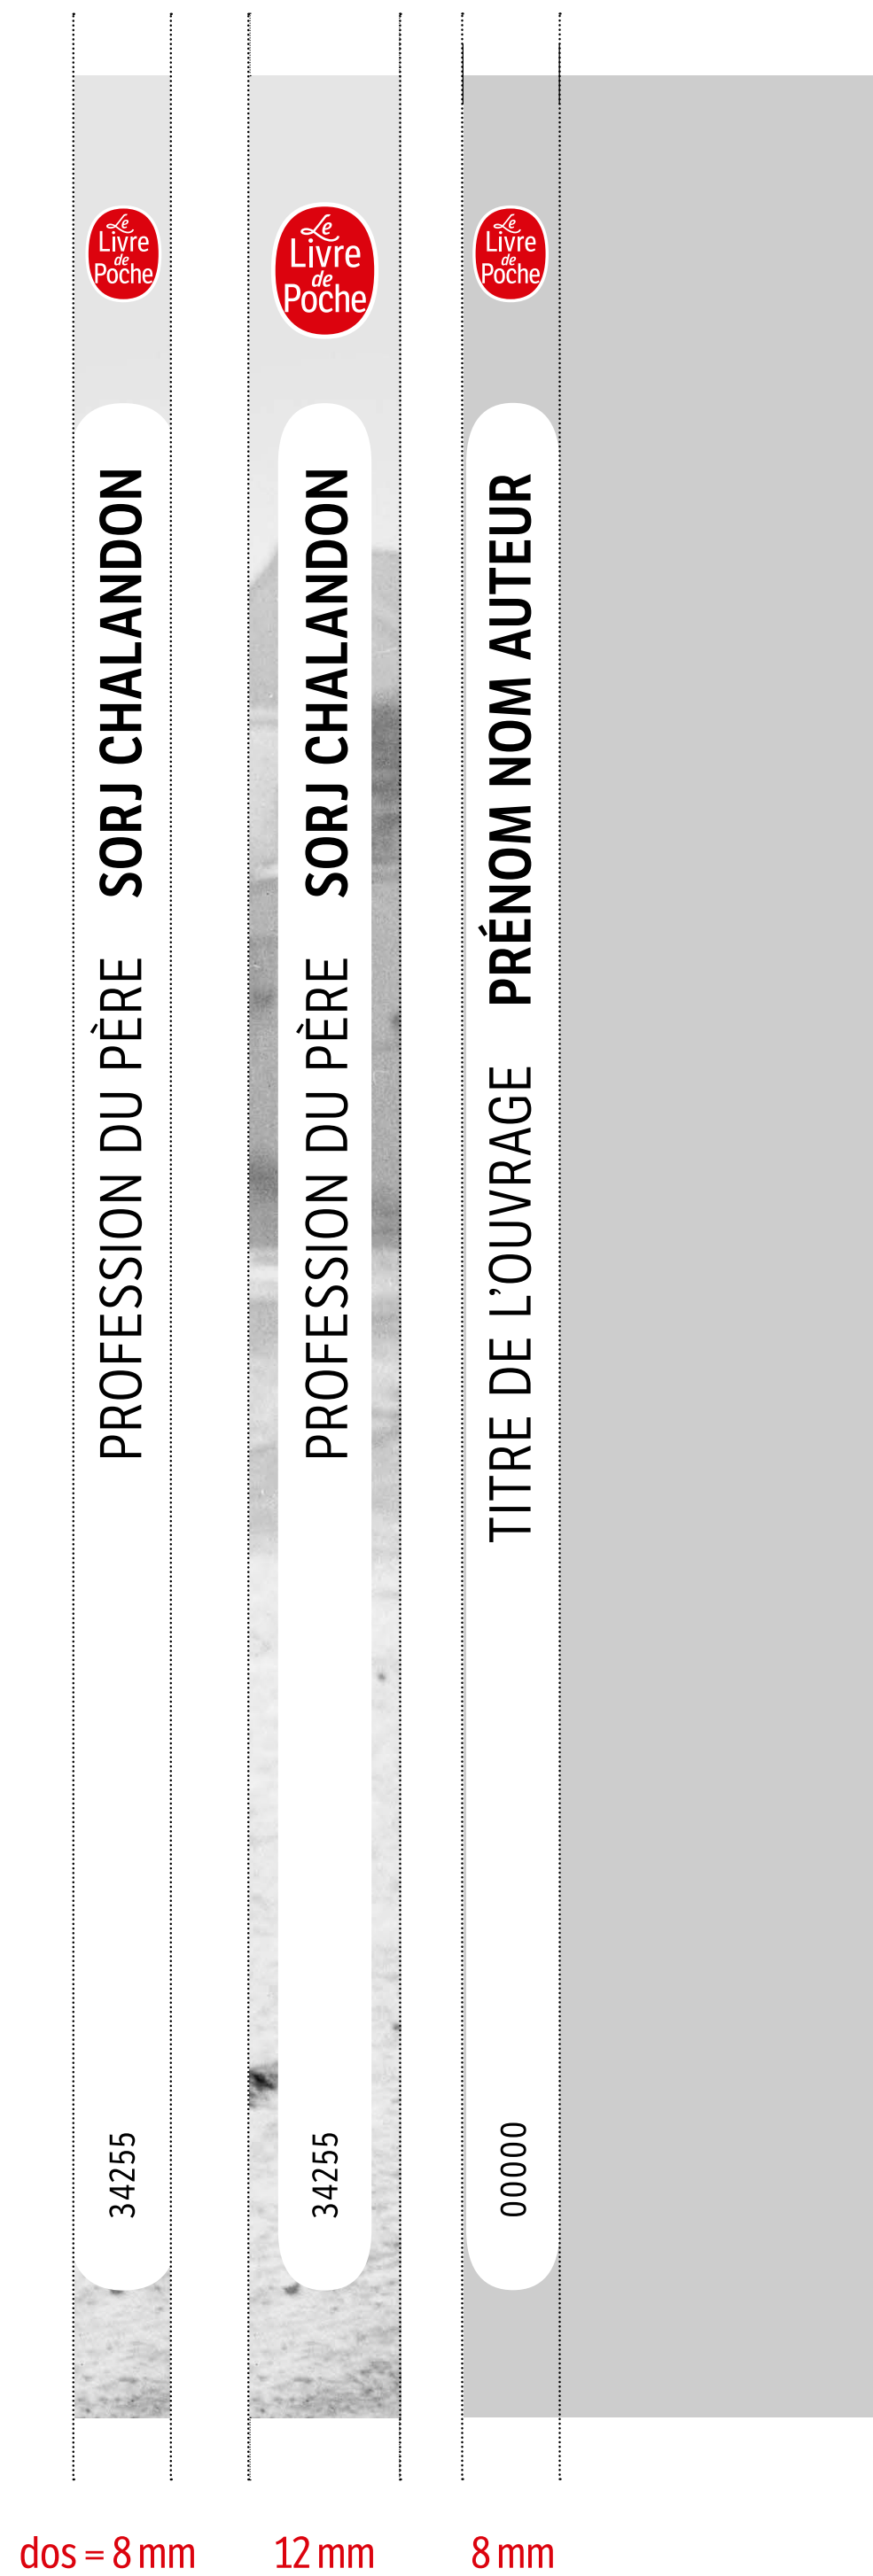 Le
Livre
de
Poche
PROFESSION DU PÈRE SORJ CHALANDON
34255
Le
Livre
de
Poche
PROFESSION DU PÈRE SORJ CHALANDON
34255
Le
Livre
de
Poche
TITRE DE L’OUVRAGE PRÉNOM NOM AUTEUR
00000
dos = 8 mm
12 mm
8 mm